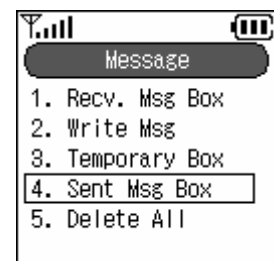 Message
1. Recv. Msg Box
2. Write Msg
3. Temporary Box
4. Sent Msg Box
5. Delete All